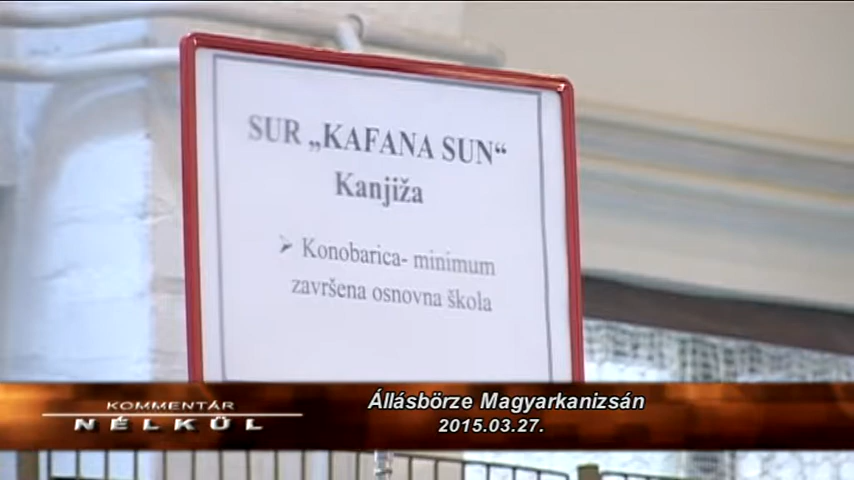 SUR „KAFANA SUN“
Kanjiža
➢ Konobarica- minimum
završena osnovna škola
KOMMENTÁR
NÉLKÜL
Állásbörze Magyarkanizsán
2015.03.27.